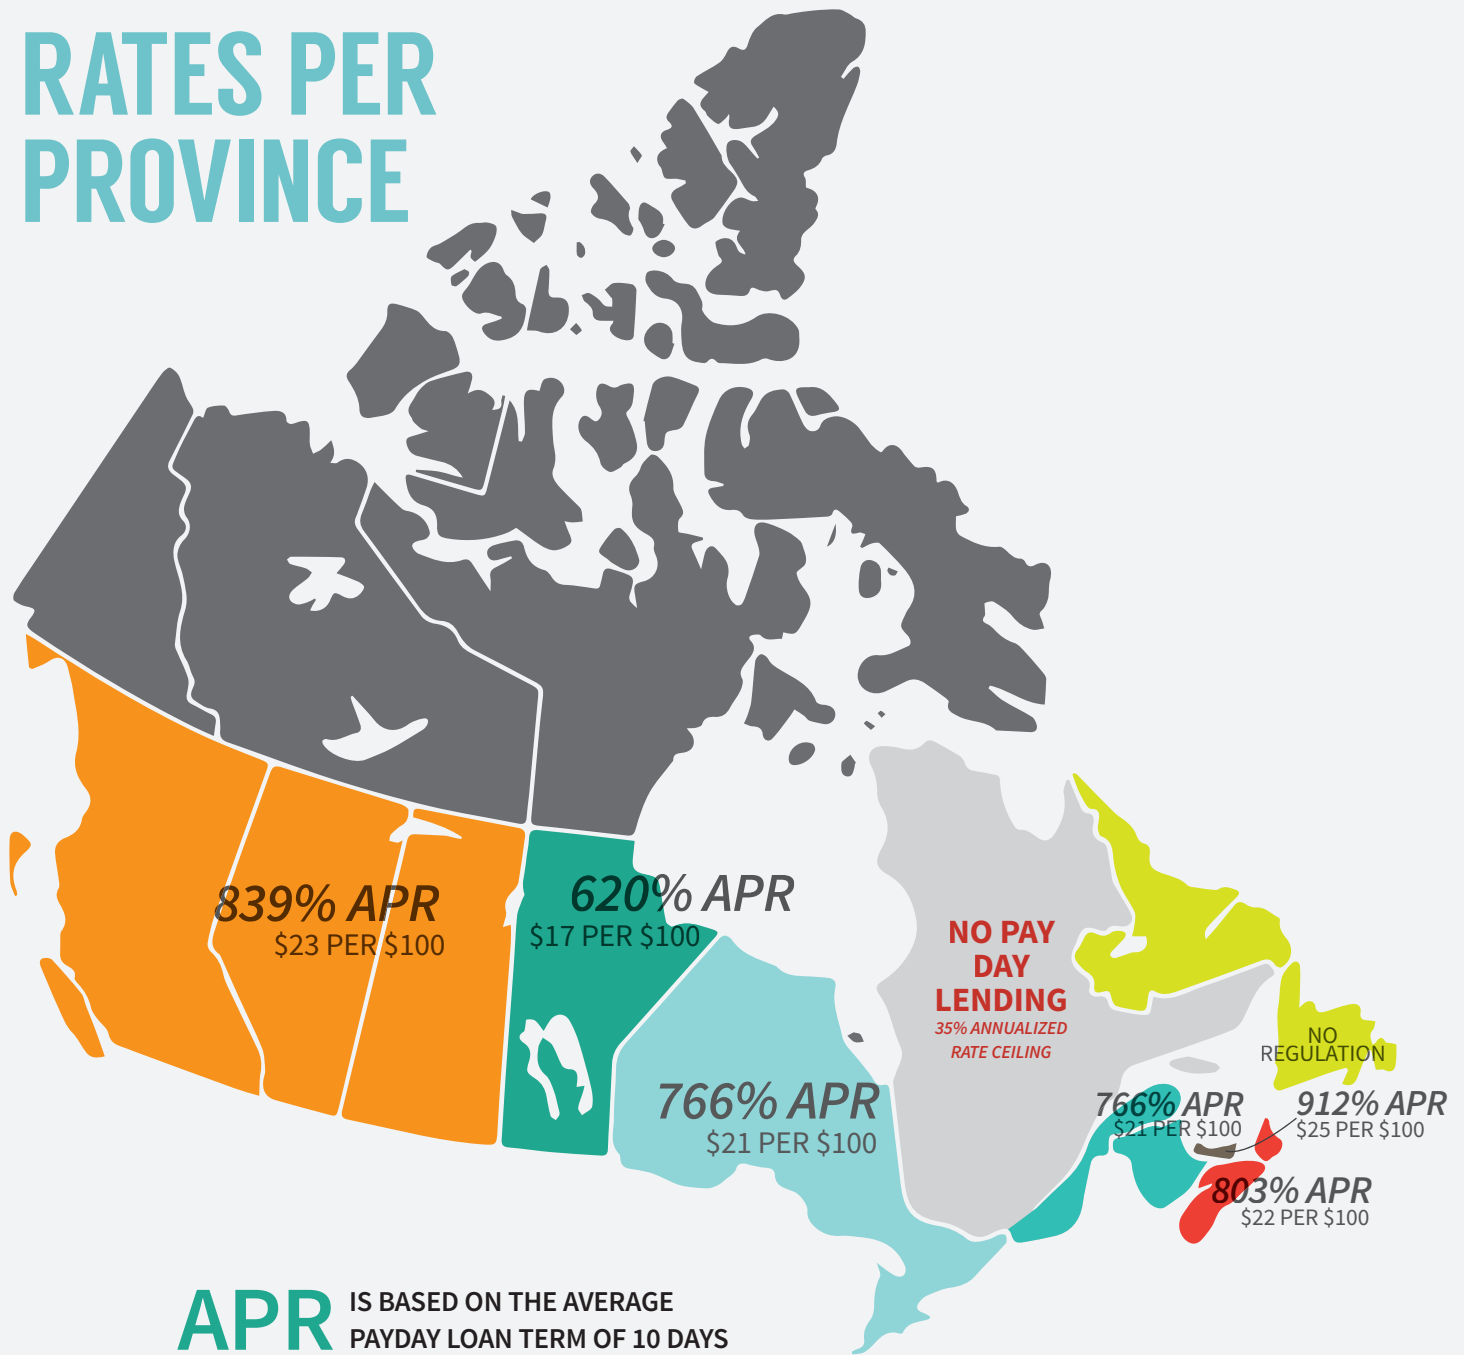 RATES PER
PROVINCE
839% APR
$23 PER $100
620% APR
$17 PER $100
NO PAY
DAY
LENDING
35% ANNUALIZED
RATE CEILING
NO
REGULATION
766% APR
$21 PER $100
766% APR
$21 PER $100
912% APR
$25 PER $100
803% APR
$22 PER $100
APR IS BASED ON THE AVERAGE
PAYDAY LOAN TERM OF 10 DAYS